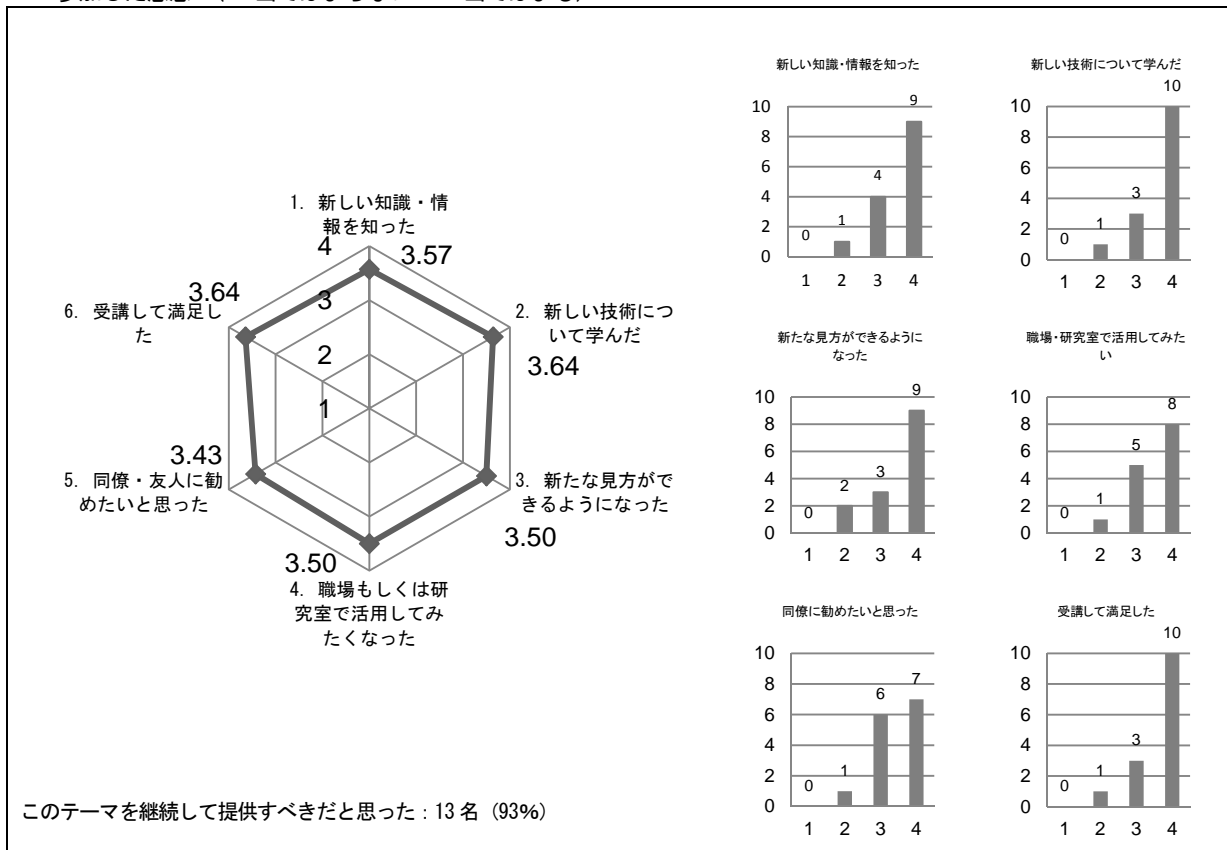 1. 新しい知識・情
報を知った
4
3.57
3.64
3
6. 受講して満足し
た
2. 新しい技術につ
いて学んだ
2
3.64
1
3.43
5. 同僚・友人に勧
めたいと思った
3. 新たな見方がで
きるようになった
3.50
3.50
4. 職場もしくは研
究室で活用してみ
たくなった
このテーマを継続して提供すべきだと思った：13 名 (93%)
新しい知識・情報を知った
10
8
6
4
2
0
0
1
4
9
1 2 3 4
新しい技術について学んだ
10
8
6
4
2
0
0
1
3
10
1 2 3 4
新たな見方ができるように
なった
10
8
6
4
2
0
0
2
3
9
1 2 3 4
職場・研究室で活用してみた
い
10
8
6
4
2
0
0
1
5
8
1 2 3 4
同僚に勧めたいと思った
10
8
6
4
2
0
0
1
6
7
1 2 3 4
受講して満足した
10
8
6
4
2
0
0
1
3
10
1 2 3 4